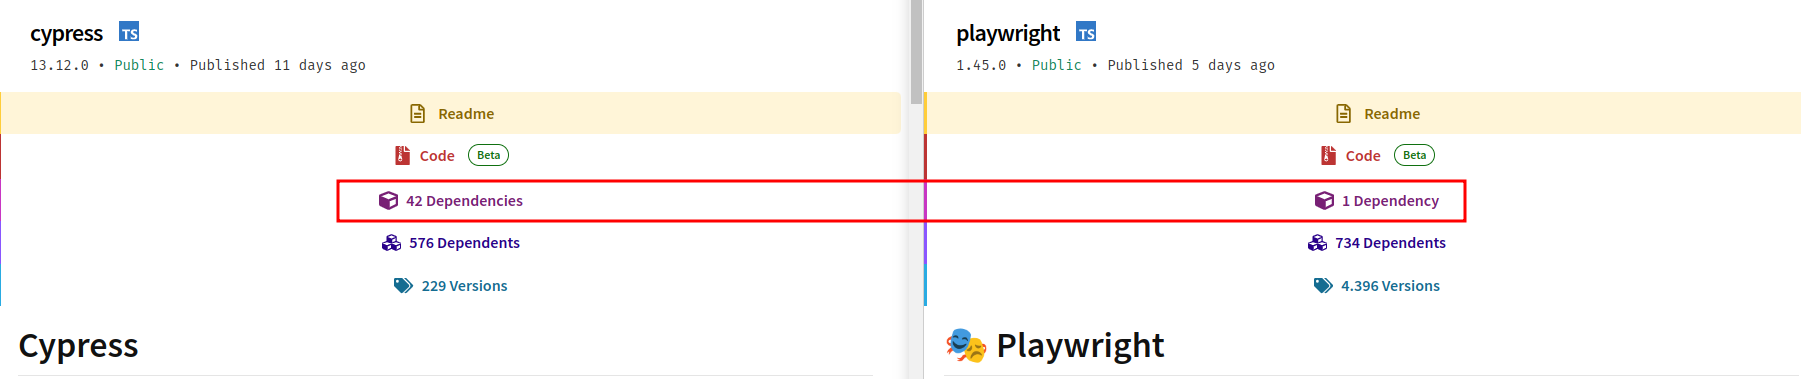 cypress TS
13.12.0 • Public • Published 11 days ago
Readme
Code Beta
42 Dependencies
576 Dependents
229 Versions
Cypress
playwright TS
1.45.0 • Public • Published 5 days ago
Readme
Code Beta
1 Dependency
734 Dependents
4.396 Versions
Playwright